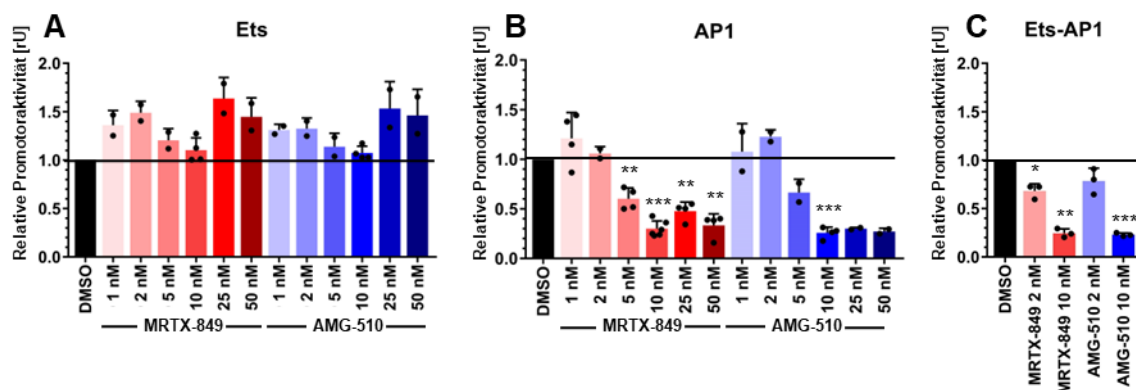 A
Ets
Relative Promotoraktivität [rU]
2.0
1.5
1.0
0.5
0.0
DMSO
1 nM
2 nM
5 nM
10 nM
25 nM
50 nM
1 nM
2 nM
5 nM
10 nM
25 nM
50 nM
MRTX-849
AMG-510
B
AP1
Relative Promotoraktivität [rU]
2.0
1.5
1.0
0.5
0.0
**
***
**
**
***
DMSO
1 nM
2 nM
5 nM
10 nM
25 nM
50 nM
1 nM
2 nM
5 nM
10 nM
25 nM
50 nM
MRTX-849
AMG-510
C
Ets-AP1
Relative Promotoraktivität [rU]
2.0
1.5
1.0
0.5
0.0
*
**
***
DMSO
MRTX-849 2 nM
MRTX-849 10 nM
AMG-510 2 nM
AMG-510 10 nM